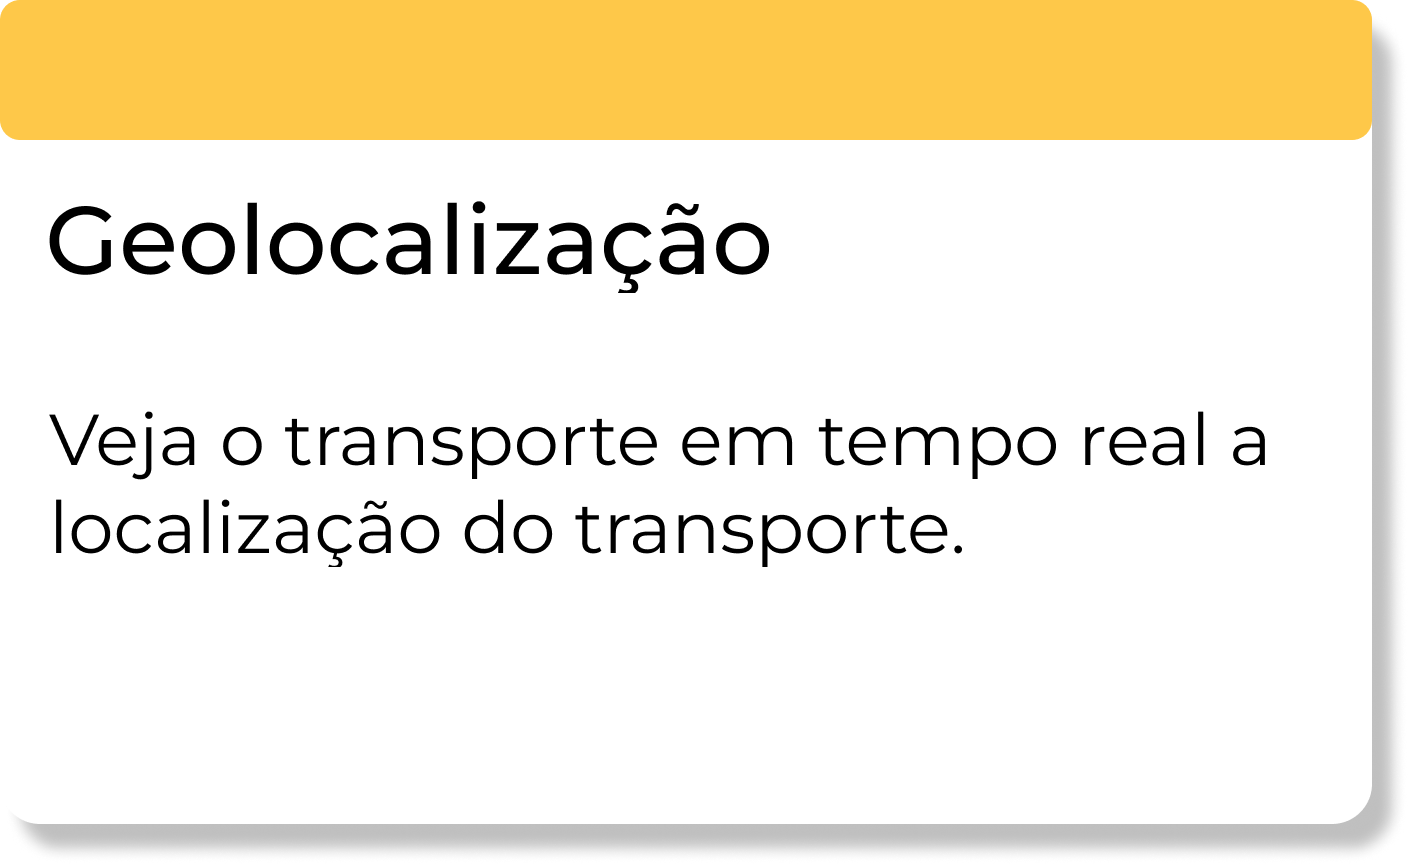 Geolocalização
Veja o transporte em tempo real a
localização do transporte.